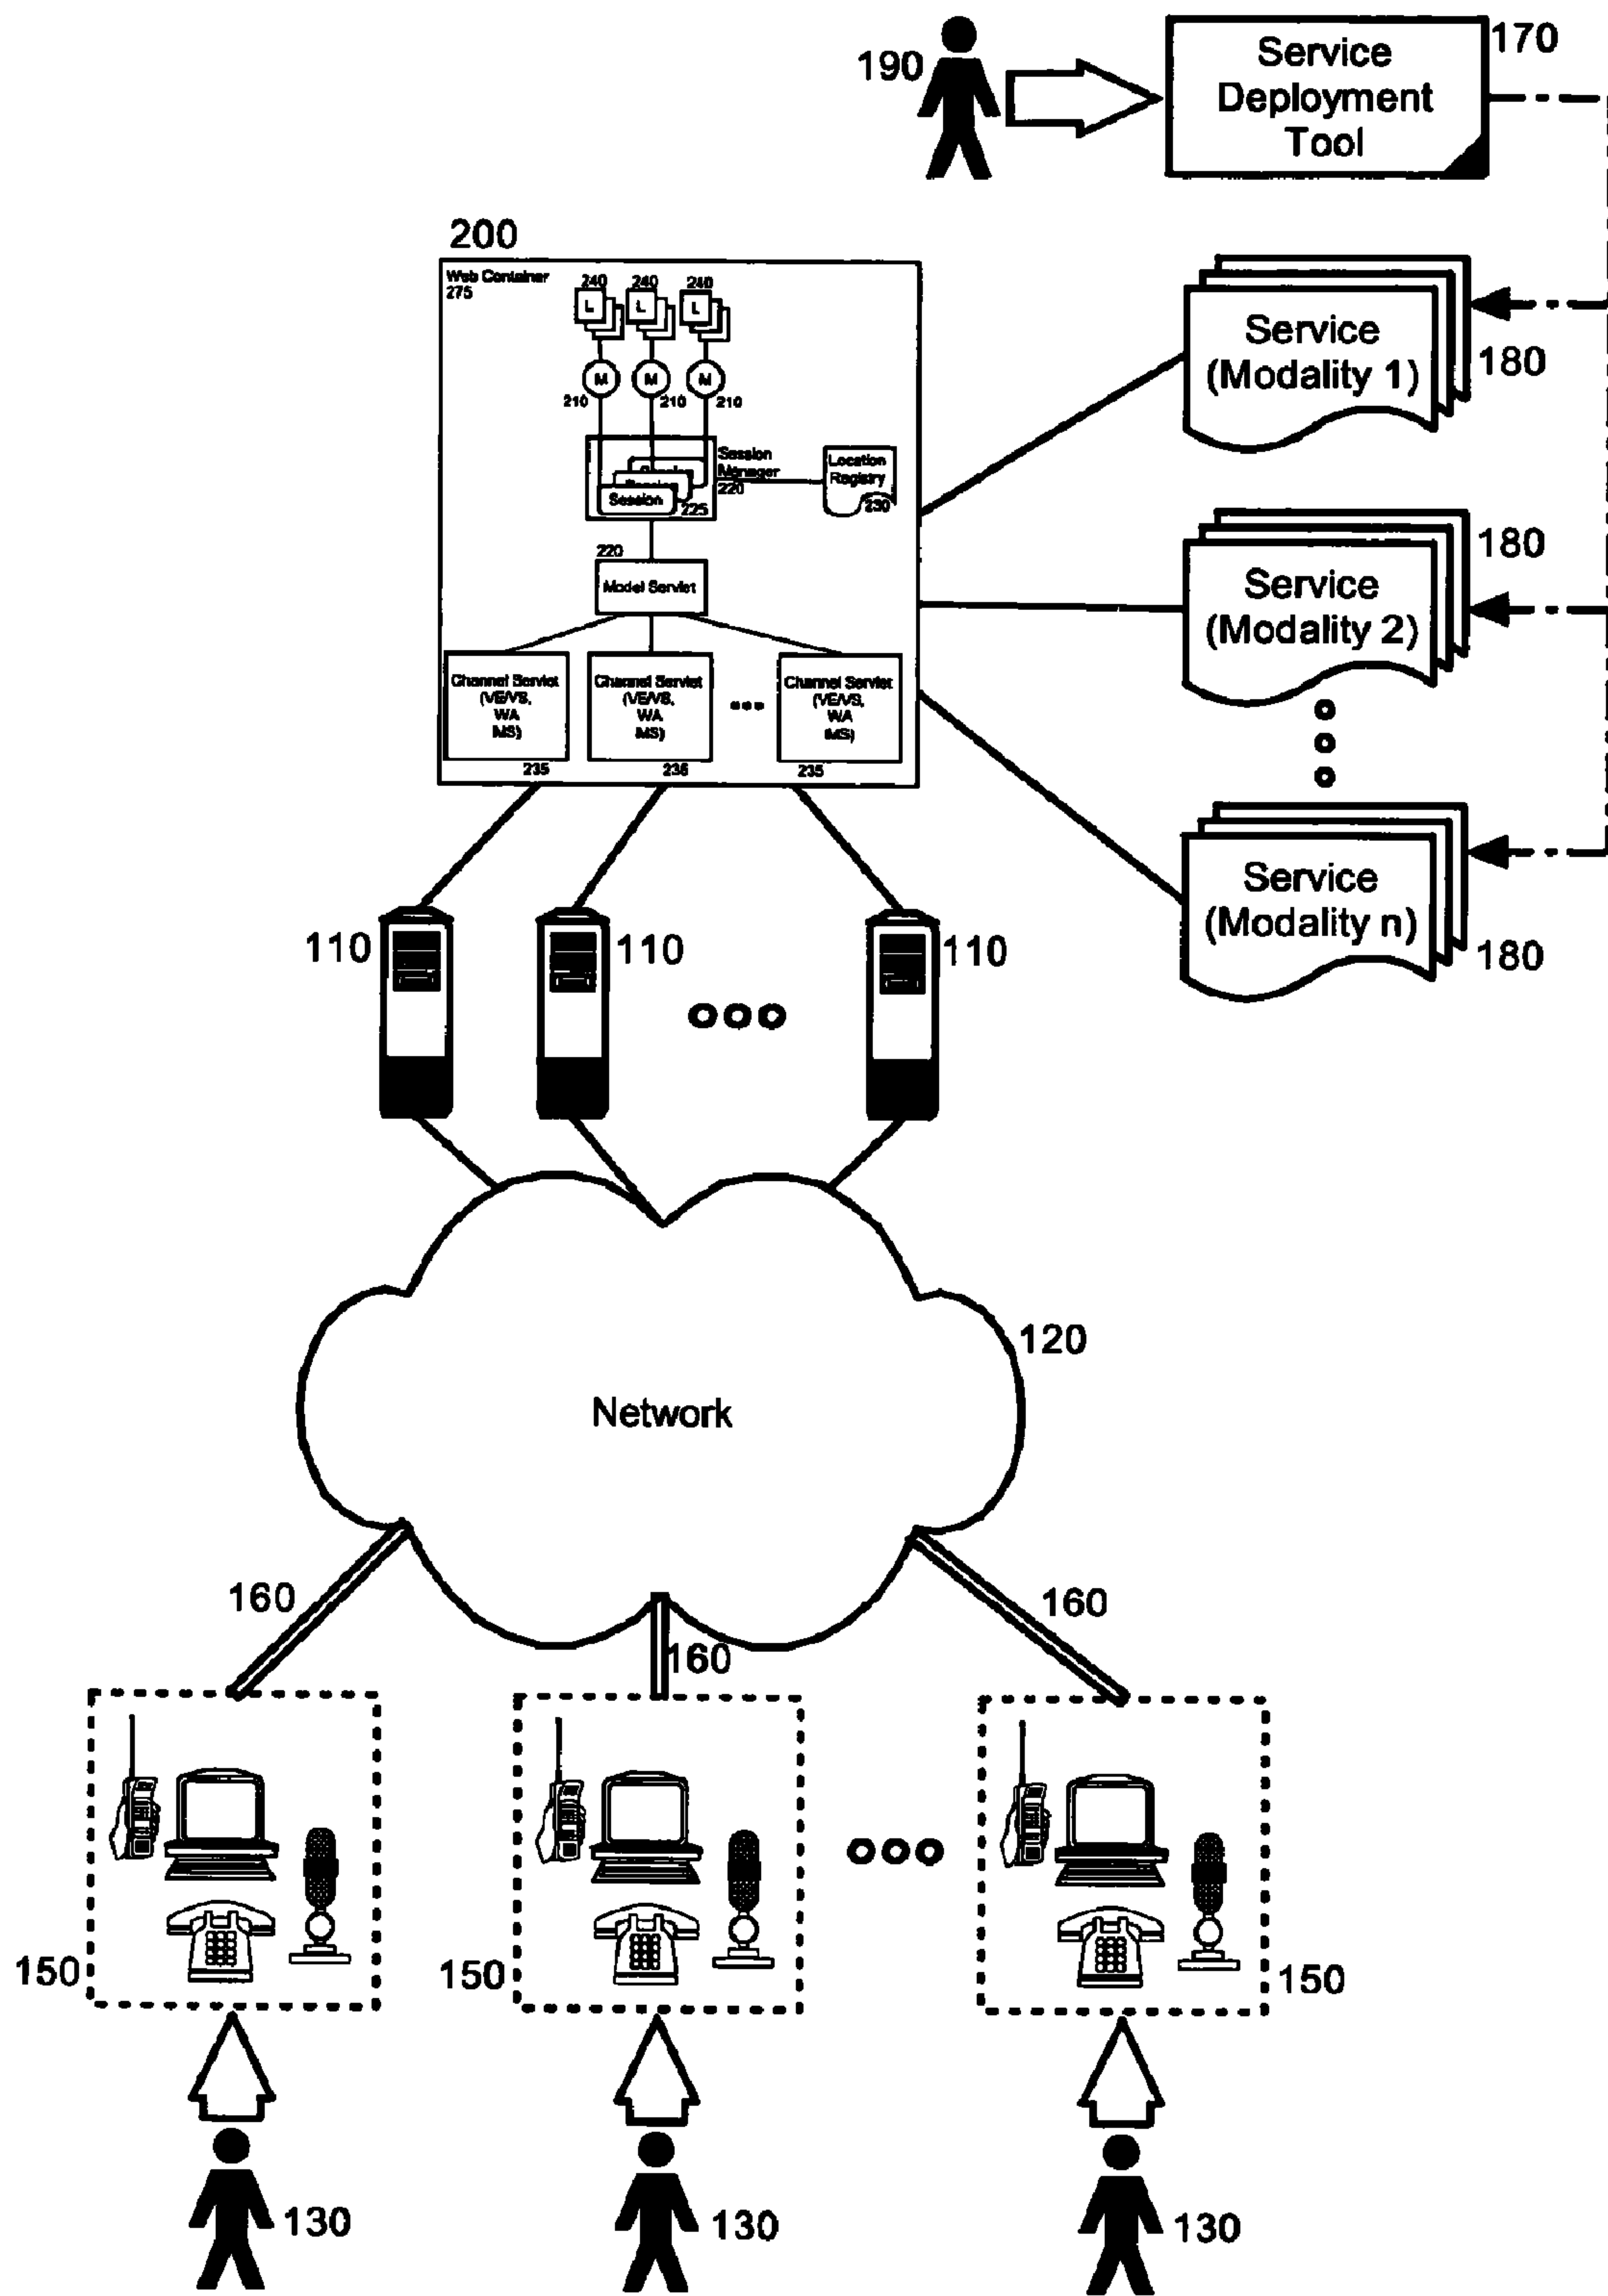 190
170
Service
Deployment
Tool
200
Web Container
275
240 240 240
L L L
M M M
210 210 210
Session
Manager
220
Location
Registry
230
Session
225
220
Model Servlet
Channel Servlet
(VE/VS,
WA
IMS)
235
Channel Servlet
(VE/VS,
WA
IMS)
235
Channel Servlet
(VE/VS,
WA
IMS)
235
Service
(Modality 1)
180
Service
(Modality 2)
180
Service
(Modality n)
180
110 110 110
120
Network
160 160 160
150 150 150
130 130 130